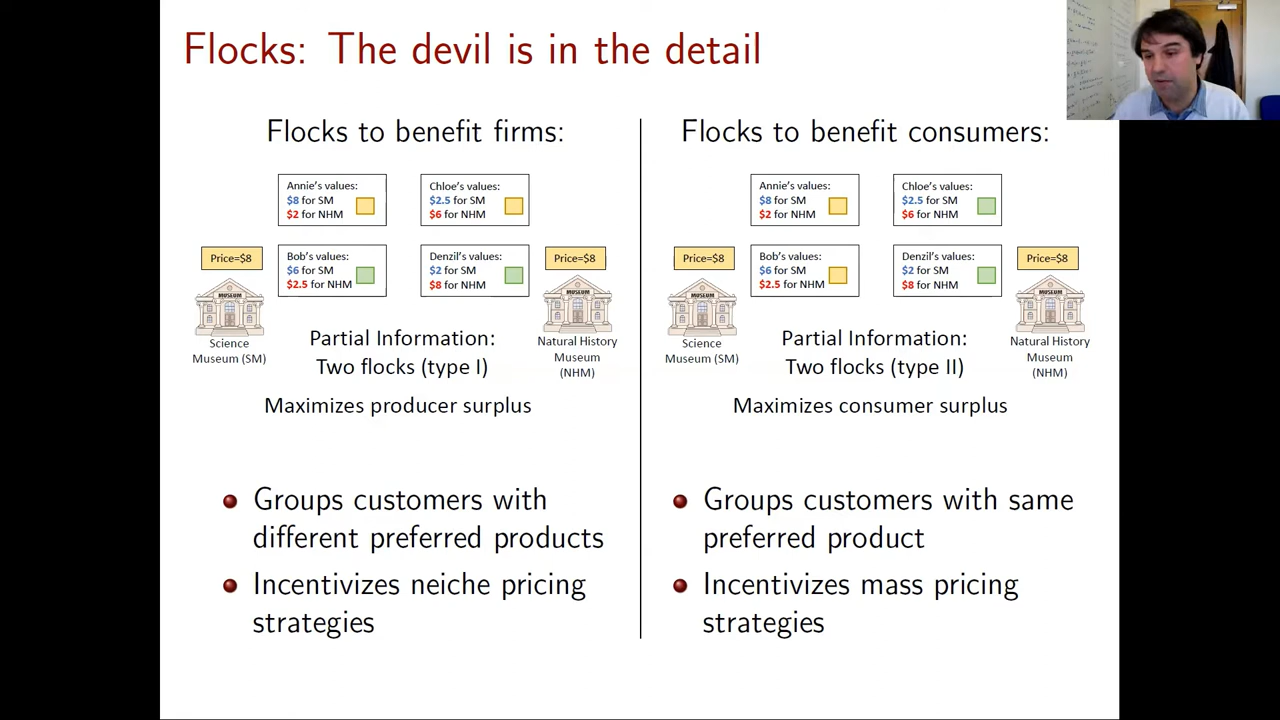 Flocks: The devil is in the detail
Flocks to benefit firms:
Annie's values:
$8 for SM
$2 for NHM
Chloe's values:
$2.5 for SM
$6 for NHM
Price=$8
Bob's values:
$6 for SM
$2.5 for NHM
Denzil's values:
$2 for SM
$8 for NHM
Price=$8
MUSEUM
MUSEUM
Science
Museum (SM)
Natural History
Museum
(NHM)
Partial Information:
Two flocks (type I)
Maximizes producer surplus
Groups customers with
different preferred products
Incentivizes neiche pricing
strategies
Flocks to benefit consumers:
Annie's values:
$8 for SM
$2 for NHM
Chloe's values:
$2.5 for SM
$6 for NHM
Price=$8
Bob's values:
$6 for SM
$2.5 for NHM
Denzil's values:
$2 for SM
$8 for NHM
Price=$8
MUSEUM
MUSEUM
Science
Museum (SM)
Natural History
Museum
(NHM)
Partial Information:
Two flocks (type II)
Maximizes consumer surplus
Groups customers with same
preferred product
Incentivizes mass pricing
strategies